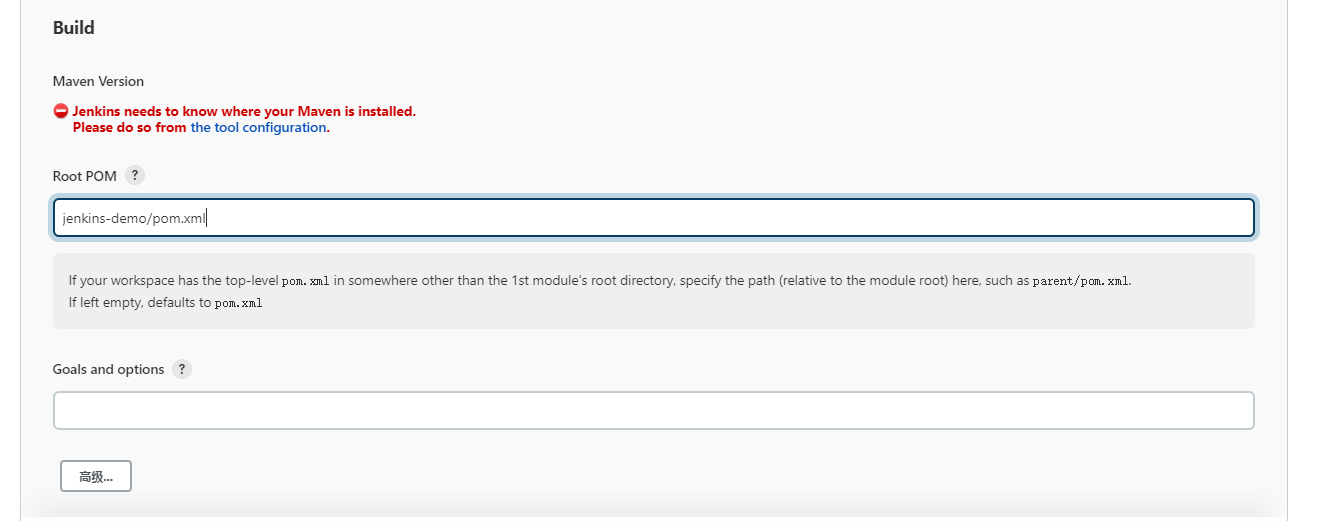 Build
Maven Version
Jenkins needs to know where your Maven is installed.
Please do so from the tool configuration.
Root POM ?
jenkins-demo/pom.xml
If your workspace has the top-level pom.xml in somewhere other than the 1st module's root directory, specify the path (relative to the module root) here, such as parent/pom.xml.
If left empty, defaults to pom.xml
Goals and options ?
高级...